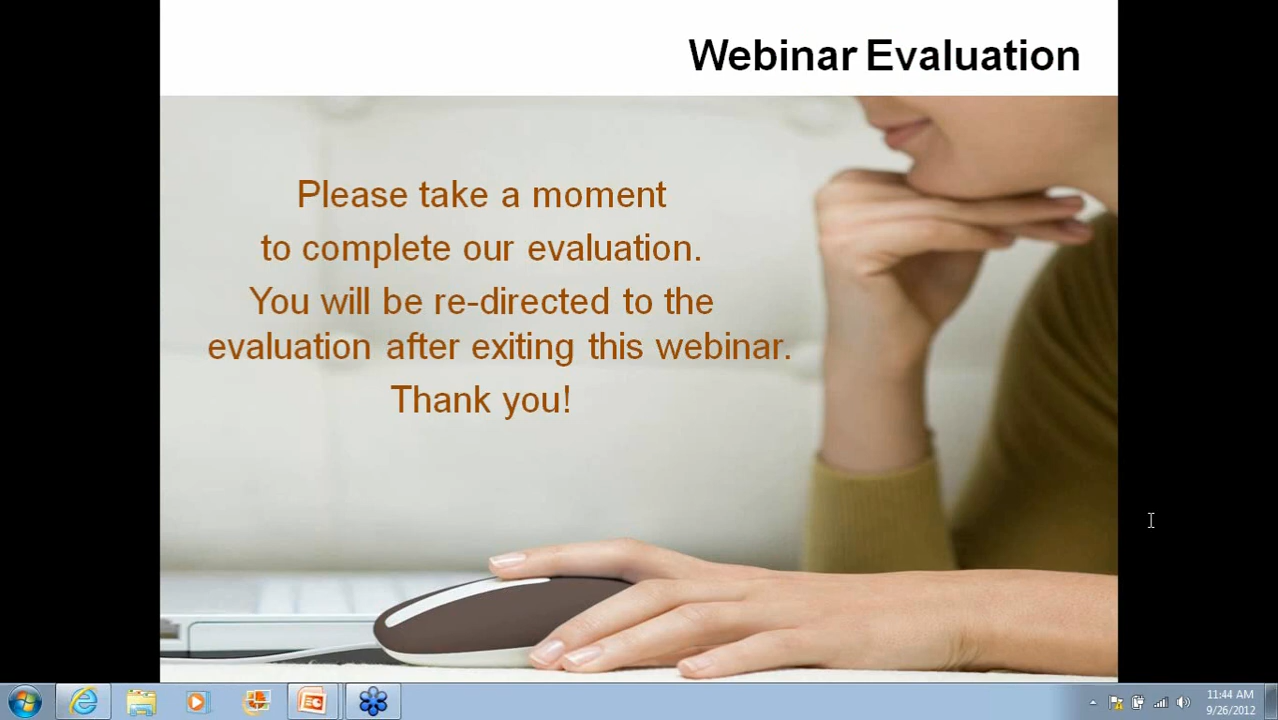 Webinar Evaluation
Please take a moment
to complete our evaluation.
You will be re-directed to the
evaluation after exiting this webinar.
Thank you!
11:44 AM
9/26/2012